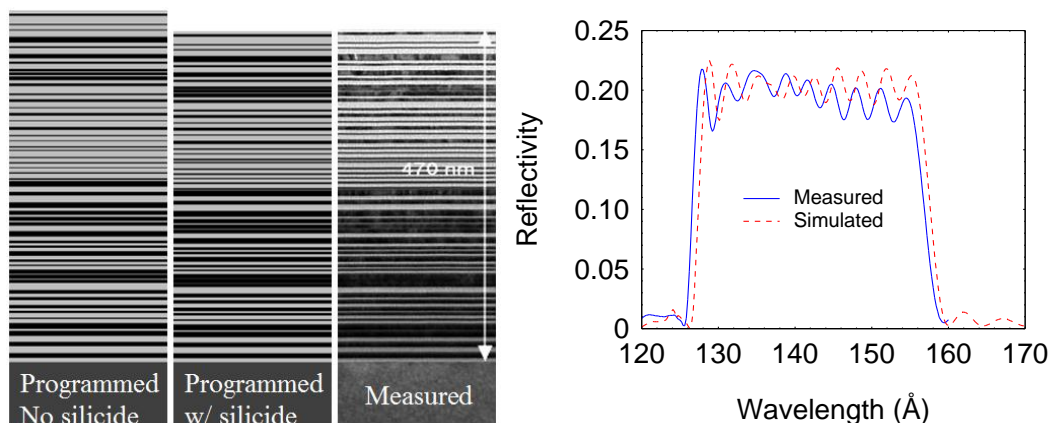 Programmed
No silicide
Programmed
w/ silicide
470 nm
Measured
Reflectivity
0.25
0.20
0.15
0.10
0.05
0
Measured
Simulated
120 130 140 150 160 170
Wavelength (Å)